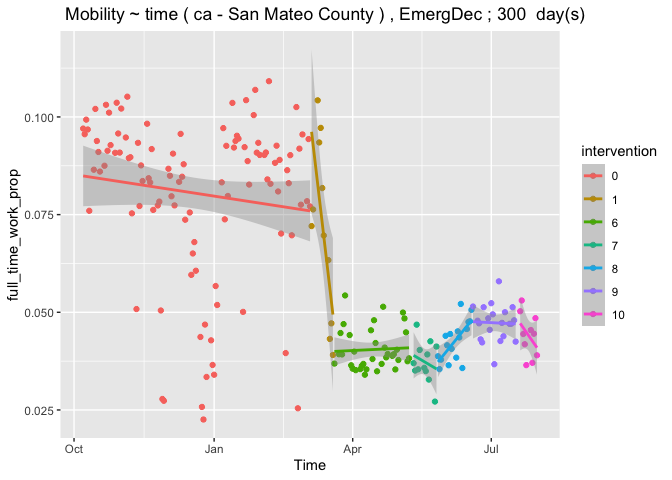 Mobility ~ time ( ca - San Mateo County ) , EmergDec ; 300 day(s)
full_time_work_prop
0.100
0.075
0.050
0.025
Oct
Jan
Apr
Jul
Time
intervention
0
1
6
7
8
9
10